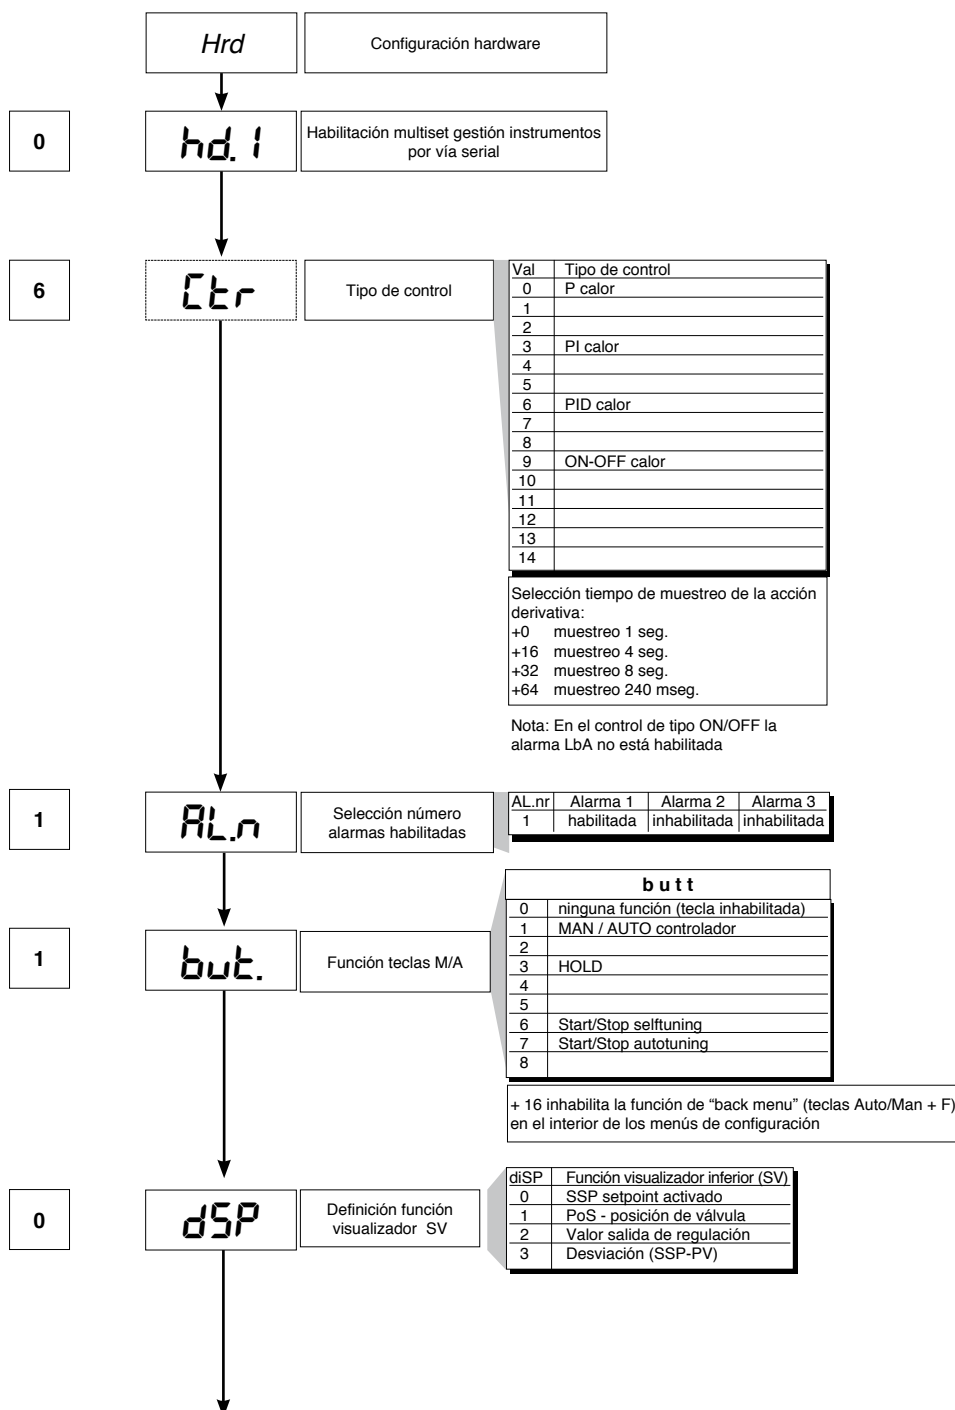 Hrd
Configuración hardware
0
hd. 1
Habilitación multiset gestión instrumentos
por vía serial
6
Ctr
Tipo de control
Val Tipo de control
0 P calor
1
2
3 PI calor
4
5
6 PID calor
7
8
9 ON-OFF calor
10
11
12
13
14
Selección tiempo de muestreo de la acción
derivativa:
+0 muestreo 1 seg.
+16 muestreo 4 seg.
+32 muestreo 8 seg.
+64 muestreo 240 mseg.
Nota: En el control de tipo ON/OFF la
alarma LbA no está habilitada
1
AL.n
Selección número
alarmas habilitadas
AL.nr Alarma 1 Alarma 2 Alarma 3
1 habilitada inhabilitada inhabilitada
1
but.
Función teclas M/A
b u t t
0 ninguna función (tecla inhabilitada)
1 MAN / AUTO controlador
2
3 HOLD
4
5
6 Start/Stop selftuning
7 Start/Stop autotuning
8
+ 16 inhabilita la función de “back menu” (teclas Auto/Man + F)
en el interior de los menús de configuración
0
dSP
Definición función
visualizador SV
diSP Función visualizador inferior (SV)
0 SSP setpoint activado
1 PoS - posición de válvula
2 Valor salida de regulación
3 Desviación (SSP-PV)